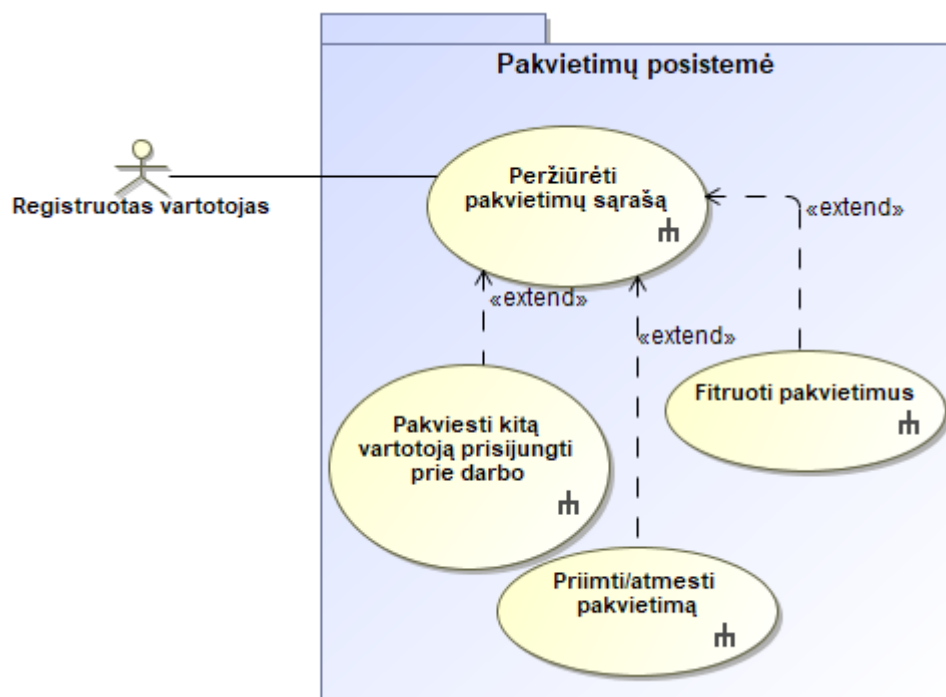 Pakvietimų posistemė
Registruotas vartotojas
Peržiūrėti
pakvietimų sąrašą
«extend»
«extend»
«extend»
Fitruoti pakvietimus
Pakviesti kitą
vartotoją prisijungti
prie darbo
Priimti/atmesti
pakvietimą